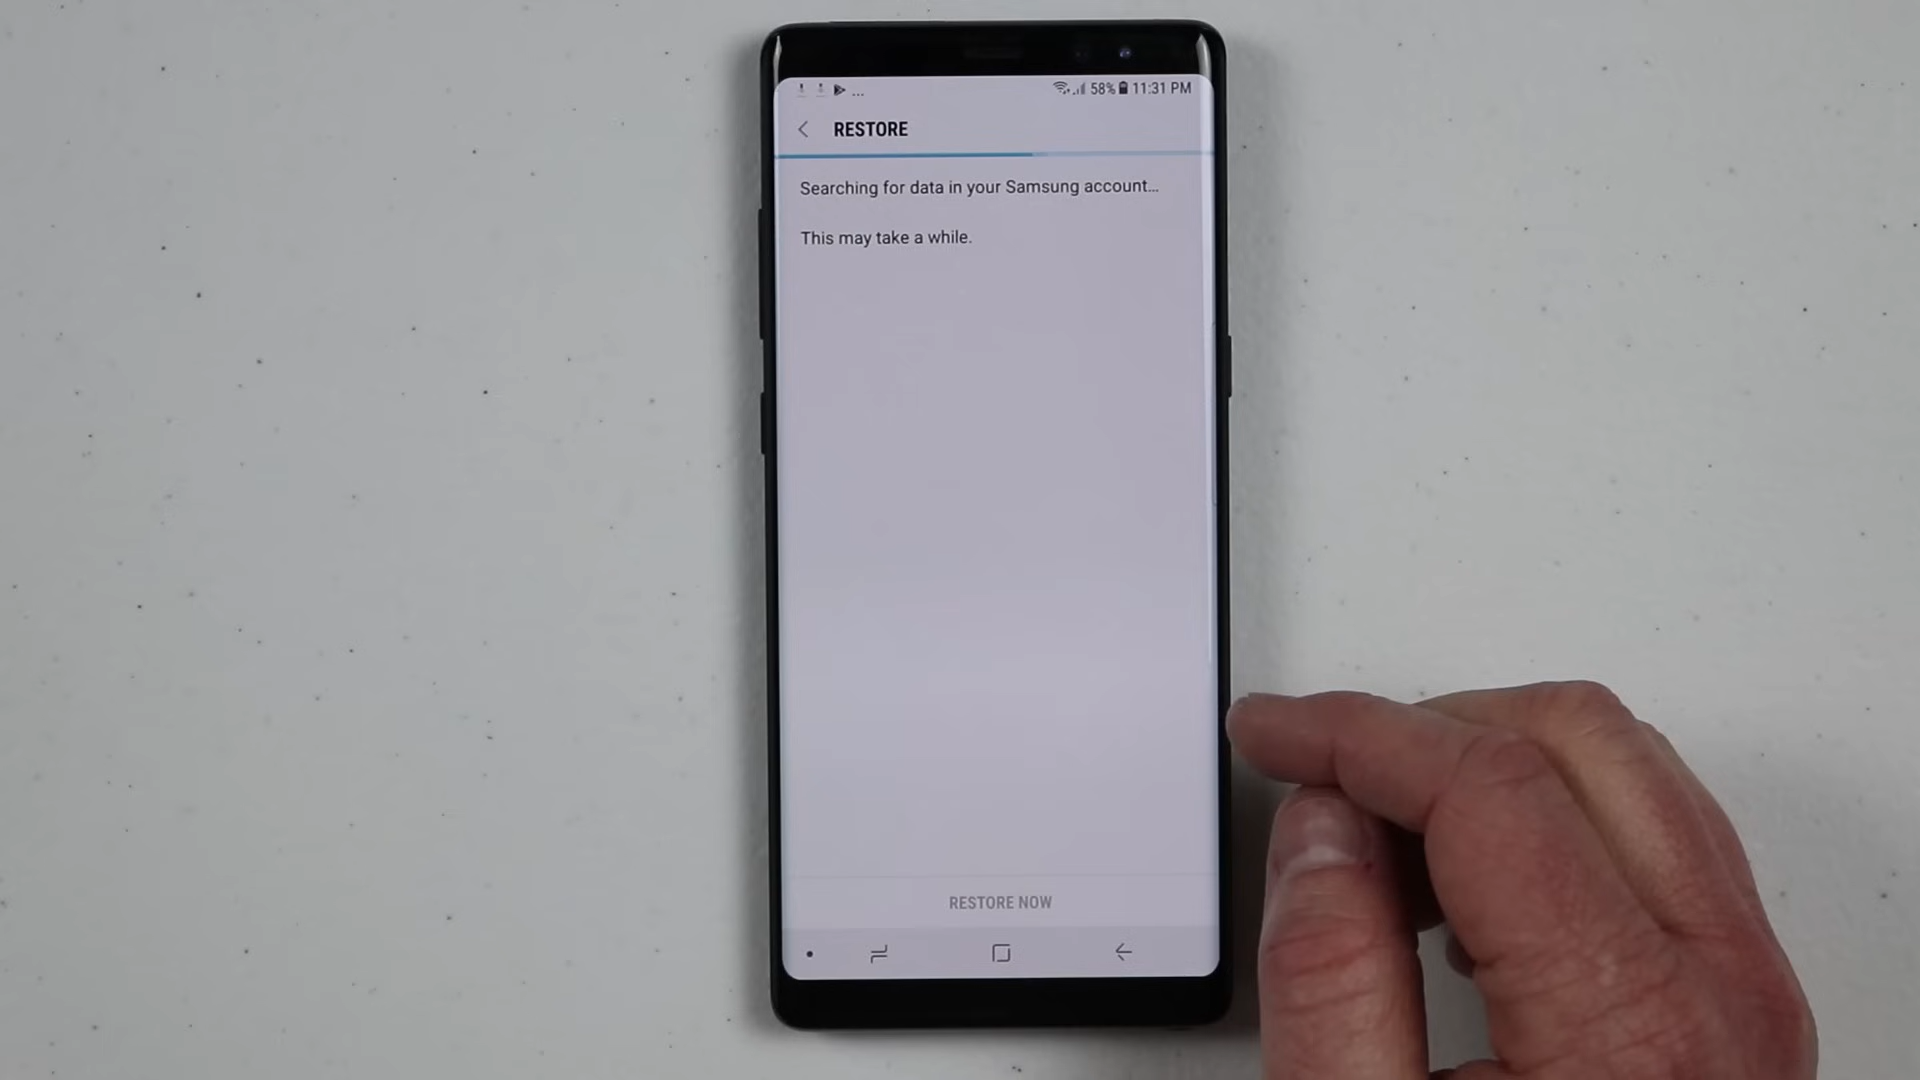 ... 58% 11:31 PM
RESTORE
Searching for data in your Samsung account...
This may take a while.
RESTORE NOW